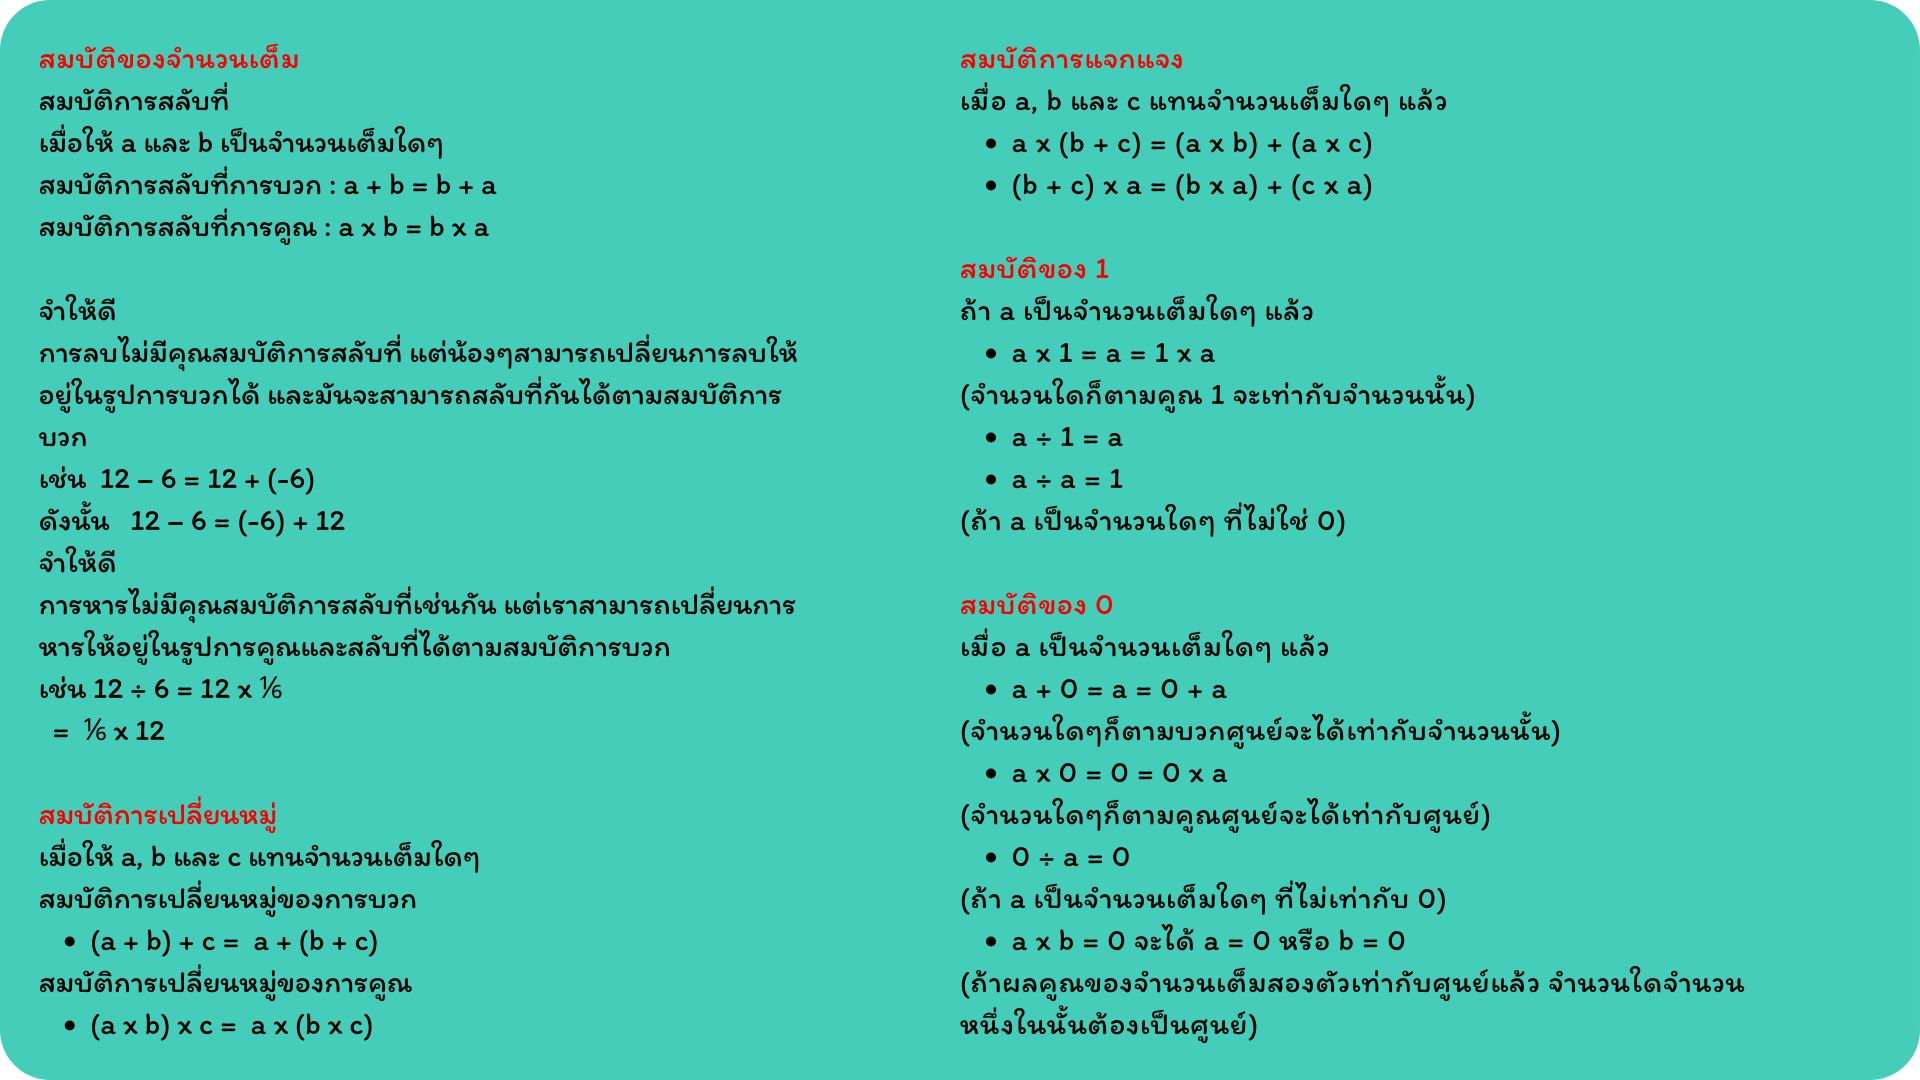 สมบัติของจำนวนเต็ม
สมบัติการสลับที่
เมื่อให้ a และ b เป็นจำนวนเต็มใดๆ
สมบัติการสลับที่การบวก : a + b = b + a
สมบัติการสลับที่การคูณ : a x b = b x a
จำให้ดี
การลบไม่มีคุณสมบัติการสลับที่ แต่น้องๆสามารถเปลี่ยนการลบให้
อยู่ในรูปการบวกได้ และมันจะสามารถสลับที่กันได้ตามสมบัติการ
บวก
เช่น 12 – 6 = 12 + (-6)
ดังนั้น 12 – 6 = (-6) + 12
จำให้ดี
การหารไม่มีคุณสมบัติการสลับที่เช่นกัน แต่เราสามารถเปลี่ยนการ
หารให้อยู่ในรูปการคูณและสลับที่ได้ตามสมบัติการบวก
เช่น 12 ÷ 6 = 12 x ⅙
= ⅙ x 12
สมบัติการเปลี่ยนหมู่
เมื่อให้ a, b และ c แทนจำนวนเต็มใดๆ
สมบัติการเปลี่ยนหมู่ของการบวก
• (a + b) + c = a + (b + c)
สมบัติการเปลี่ยนหมู่ของการคูณ
• (a x b) x c = a x (b x c)
สมบัติการแจกแจง
เมื่อ a, b และ c แทนจำนวนเต็มใดๆ แล้ว
• a x (b + c) = (a x b) + (a x c)
• (b + c) x a = (b x a) + (c x a)
สมบัติของ 1
ถ้า a เป็นจำนวนเต็มใดๆ แล้ว
• a x 1 = a = 1 x a
(จำนวนใดก็ตามคูณ 1 จะเท่ากับจำนวนนั้น)
• a ÷ 1 = a
• a ÷ a = 1
(ถ้า a เป็นจำนวนใดๆ ที่ไม่ใช่ 0)
สมบัติของ 0
เมื่อ a เป็นจำนวนเต็มใดๆ แล้ว
• a + 0 = a = 0 + a
(จำนวนใดๆก็ตามบวกศูนย์จะได้เท่ากับจำนวนนั้น)
• a x 0 = 0 = 0 x a
(จำนวนใดๆก็ตามคูณศูนย์จะได้เท่ากับศูนย์)
• 0 ÷ a = 0
(ถ้า a เป็นจำนวนเต็มใดๆ ที่ไม่เท่ากับ 0)
• a x b = 0 จะได้ a = 0 หรือ b = 0
(ถ้าผลคูณของจำนวนเต็มสองตัวเท่ากับศูนย์แล้ว จำนวนใดจำนวน
หนึ่งในนั้นต้องเป็นศูนย์)